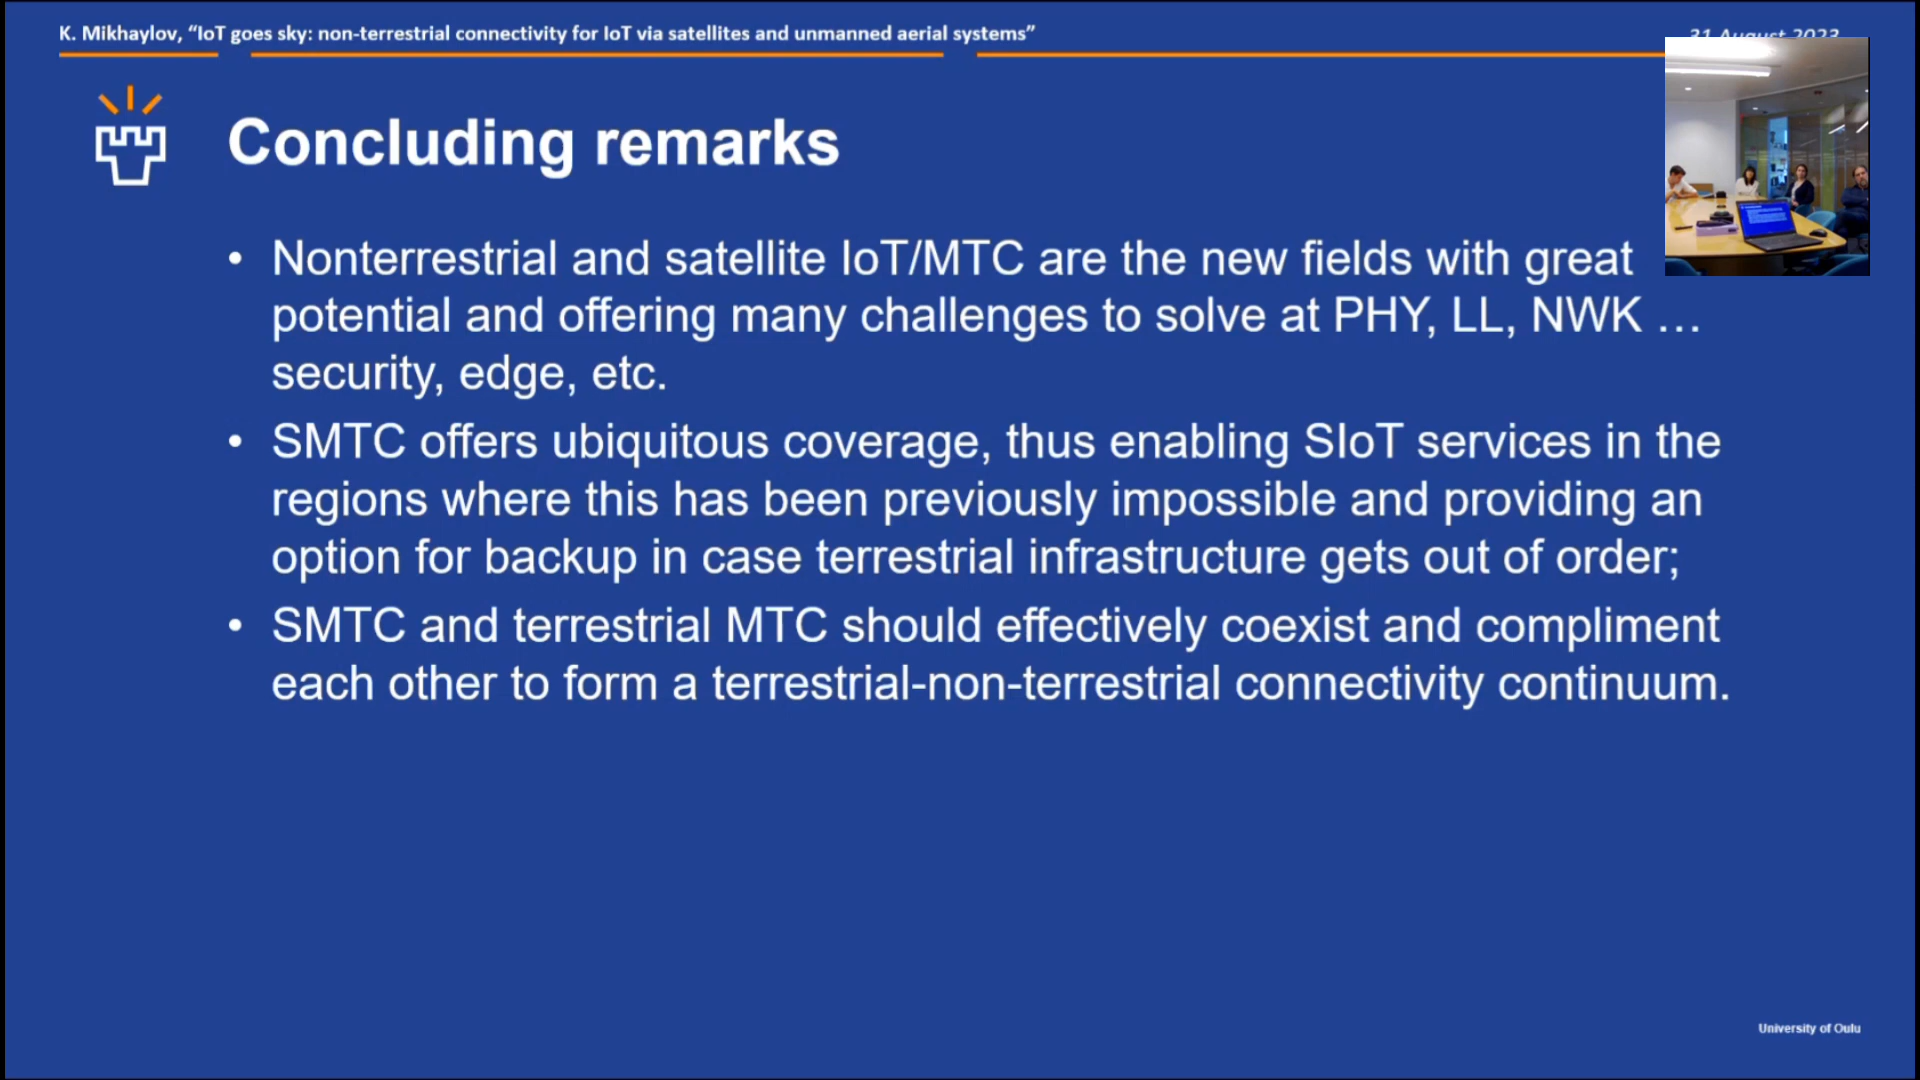 K. Mikhaylov, “IoT goes sky: non-terrestrial connectivity for IoT via satellites and unmanned aerial systems”
31 August 2023
Concluding remarks
• Nonterrestrial and satellite IoT/MTC are the new fields with great
potential and offering many challenges to solve at PHY, LL, NWK …
security, edge, etc.
• SMTC offers ubiquitous coverage, thus enabling SIoT services in the
regions where this has been previously impossible and providing an
option for backup in case terrestrial infrastructure gets out of order;
• SMTC and terrestrial MTC should effectively coexist and compliment
each other to form a terrestrial-non-terrestrial connectivity continuum.
University of Oulu